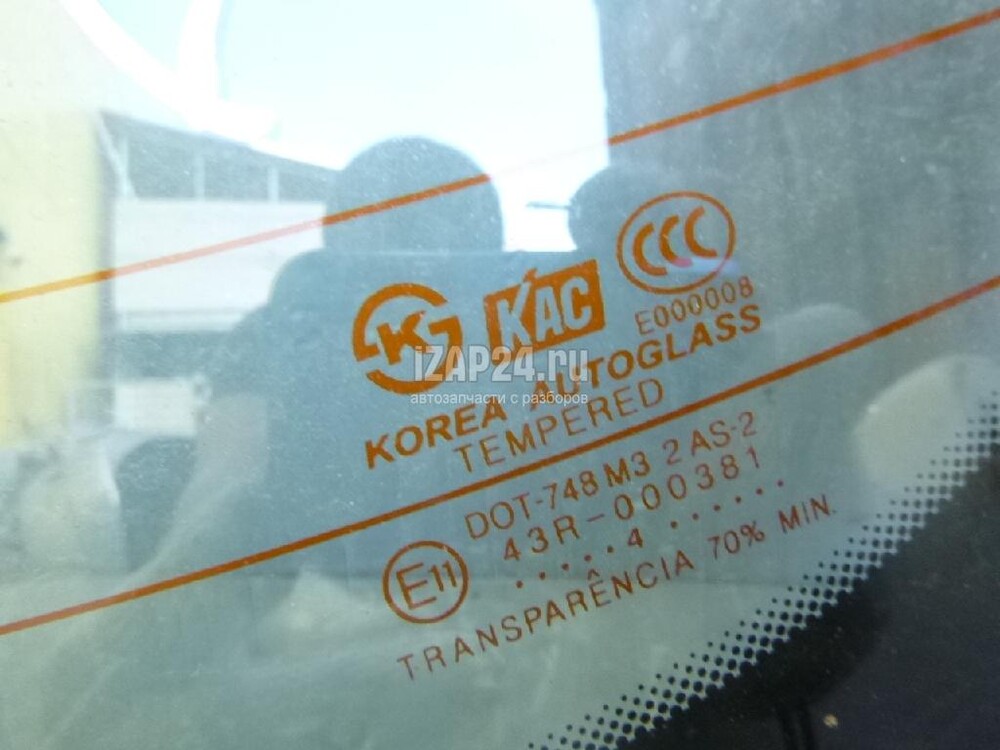 K
KAC
CCC
E000008
KOREA AUTOGLASS
TEMPERED
DOT-748 M3 2 AS-2
E11
43R-000381
.....4......
TRANSPARÊNCIA 70% MIN.
iZAP24.ru
автозапчасти с разборов